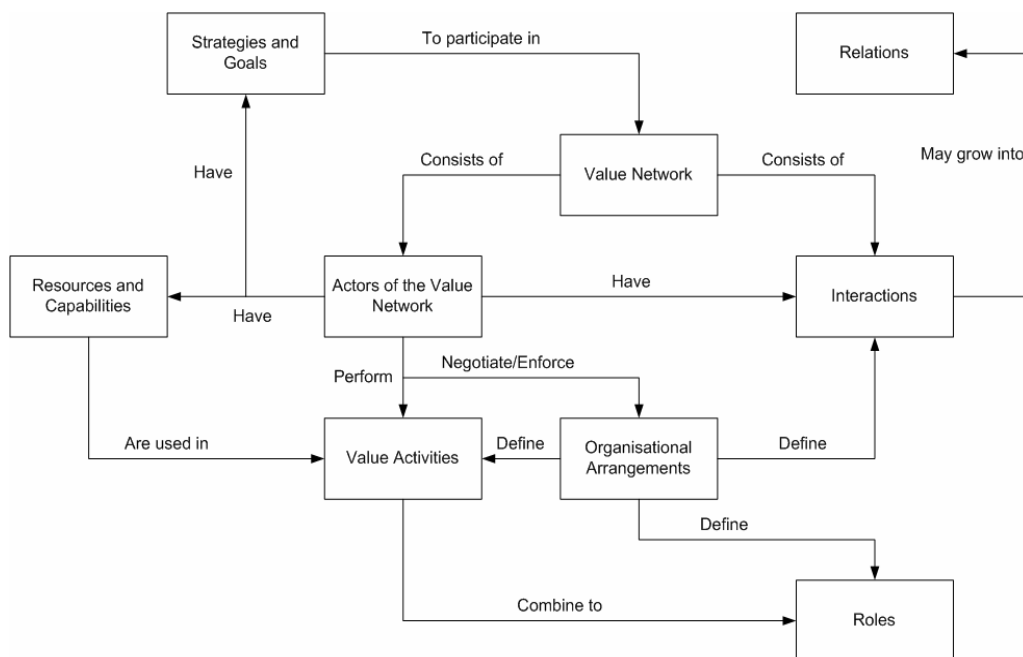 Strategies and
Goals
To participate in
Relations
Have
Consists of
Value Network
Consists of
May grow into
Resources and
Capabilities
Have
Actors of the Value
Network
Have
Interactions
Perform
Negotiate/Enforce
Are used in
Value Activities
Define
Organisational
Arrangements
Define
Define
Combine to
Roles